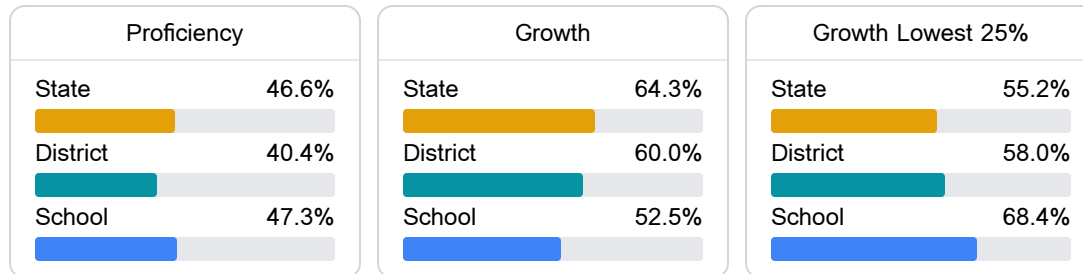 Proficiency
State 46.6%
District 40.4%
School 47.3%
Growth
State 64.3%
District 60.0%
School 52.5%
Growth Lowest 25%
State 55.2%
District 58.0%
School 68.4%